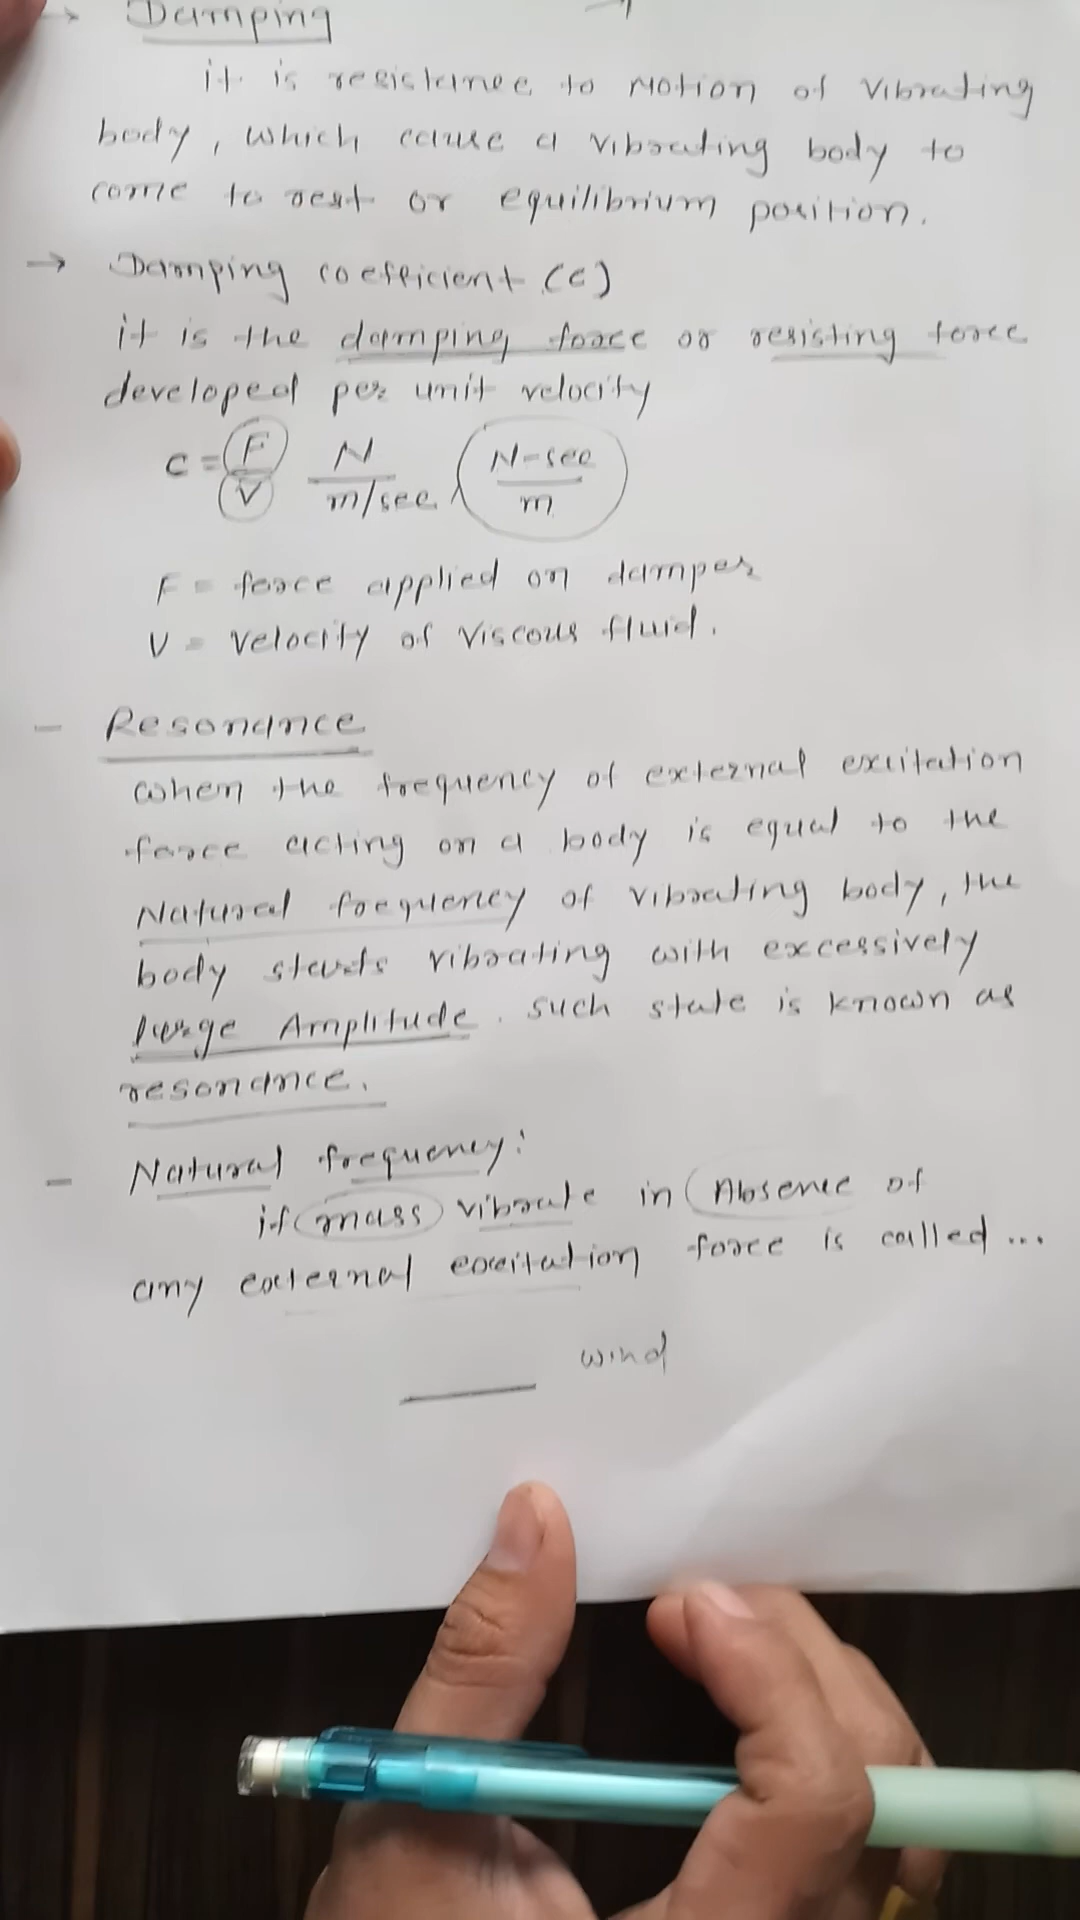 → Damping
it is resistance to Motion of vibrating
body, which cause a vibrating body to
come to rest or equilibrium position.
→ Damping coefficient (c)
it is the damping force or resisting force
developed per unit velocity
c = F/V N/m/sec, N-sec/m
F = force applied on damper
V = velocity of viscous fluid.
- Resonance
when the frequency of external excitation
force acting on a body is equal to the
Natural frequency of vibrating body, the
body starts vibrating with excessively
large Amplitude. such state is known as
resonance.
- Natural frequency:
if mass vibrate in Absence of
any external excitation force is called ...
wind